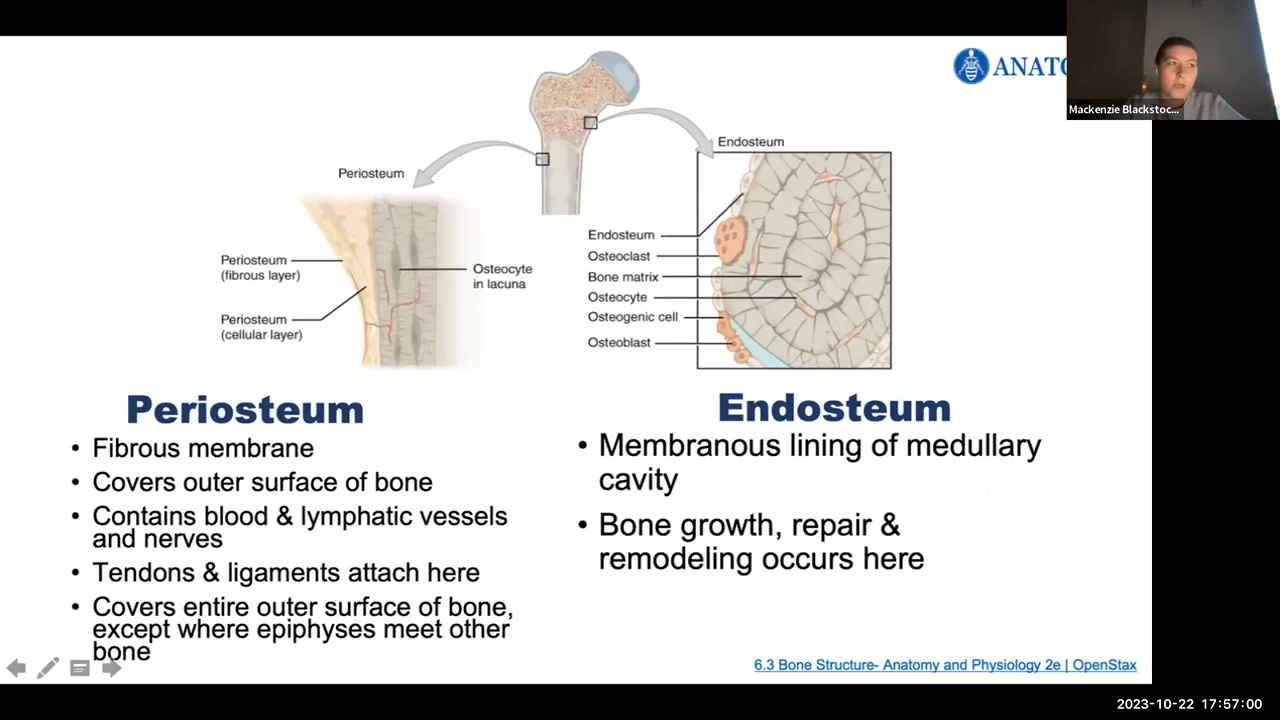 ANATO
Mackenzie Blackstoc...
Endosteum
Periosteum
Endosteum
Osteoclast
Bone matrix
Osteocyte
Osteogenic cell
Osteoblast
Periosteum
(fibrous layer)
Osteocyte
in lacuna
Periosteum
(cellular layer)
Periosteum
• Fibrous membrane
• Covers outer surface of bone
• Contains blood & lymphatic vessels
and nerves
• Tendons & ligaments attach here
• Covers entire outer surface of bone,
except where epiphyses meet other
bone
Endosteum
• Membranous lining of medullary
cavity
• Bone growth, repair &
remodeling occurs here
6.3 Bone Structure- Anatomy and Physiology 2e | OpenStax
2023-10-22 17:57:00